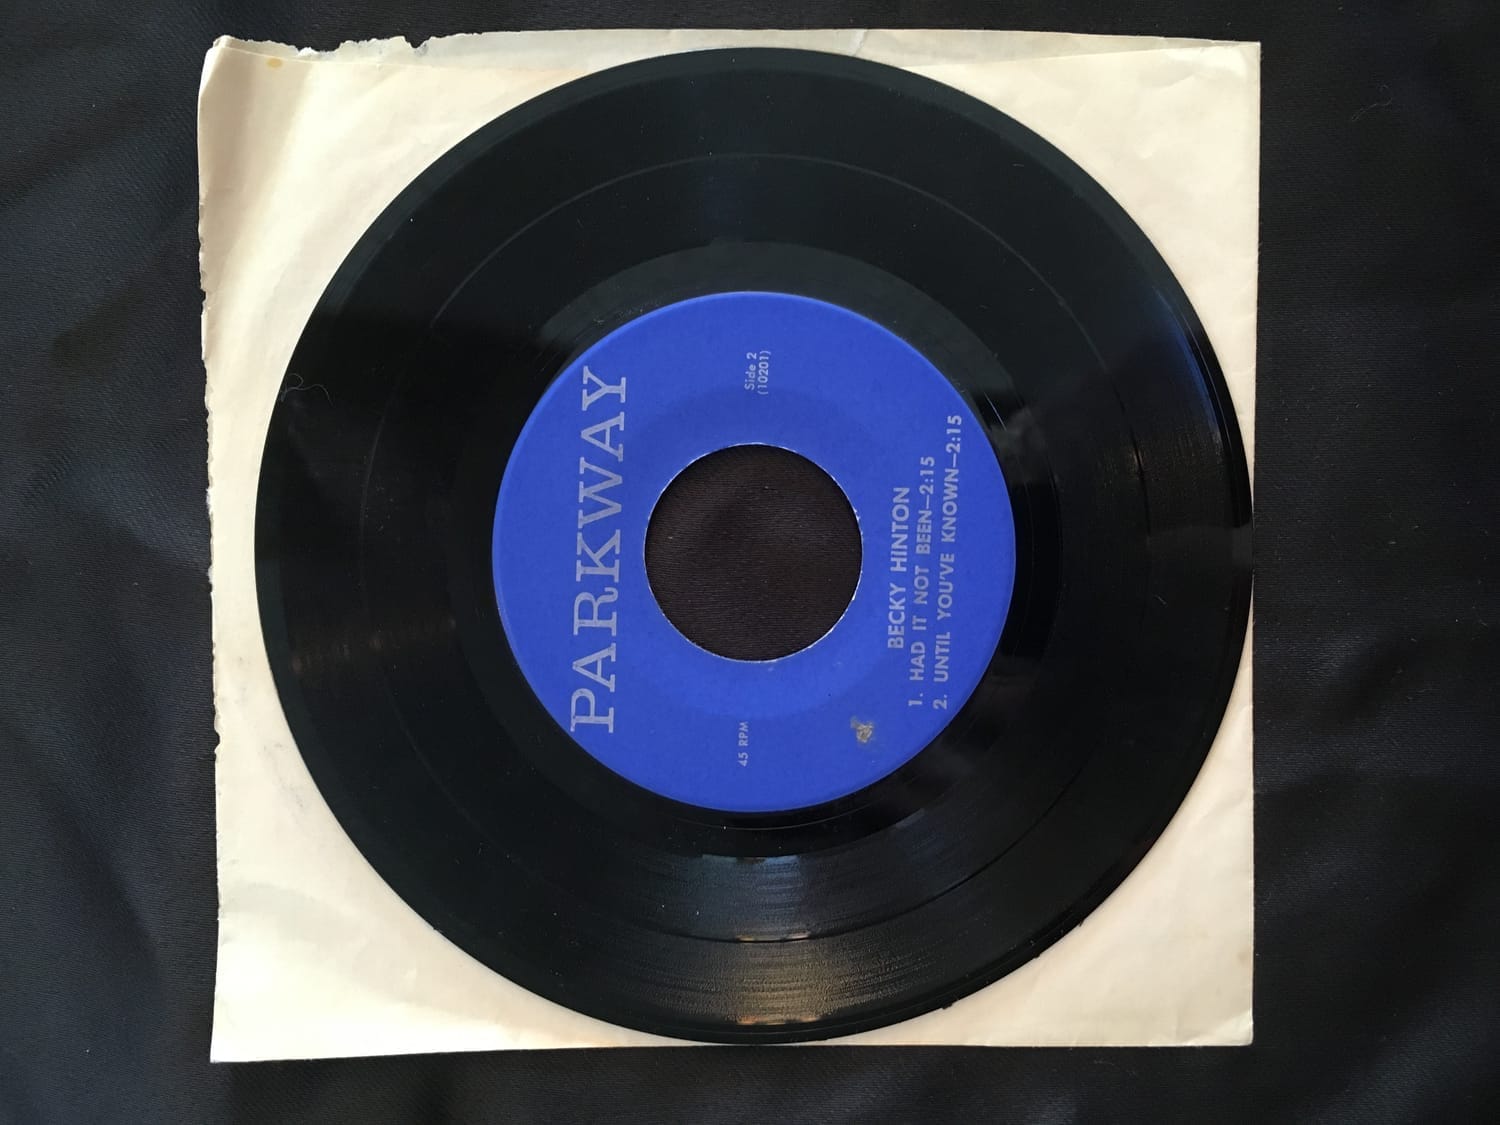 PARKWAY
Side 2
(10201)
45 RPM
BECKY HINTON
1. HAD IT NOT BEEN—2:15
2. UNTIL YOU'VE KNOWN—2:15